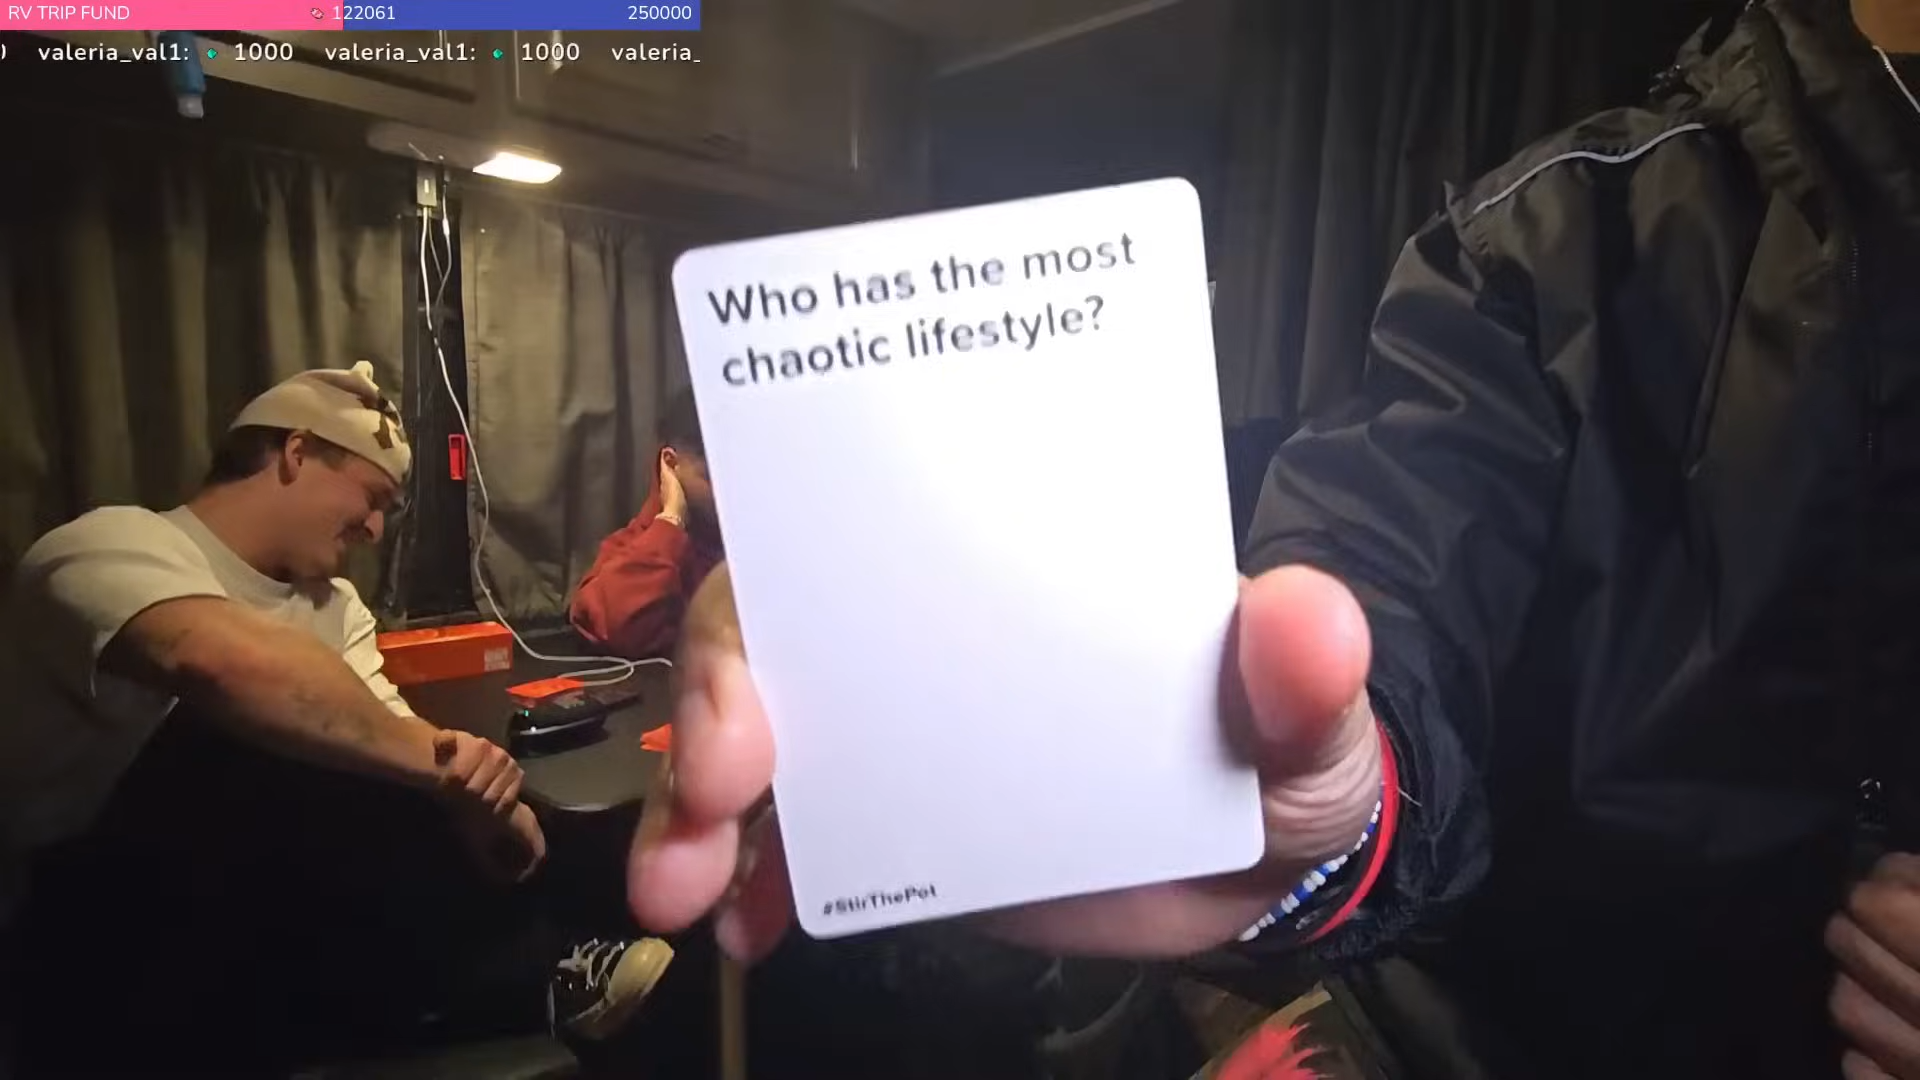 RV TRIP FUND 122061 250000
valeria_val1: 1000 valeria_val1: 1000 valeria_
Who has the most
chaotic lifestyle?
#StirThePot